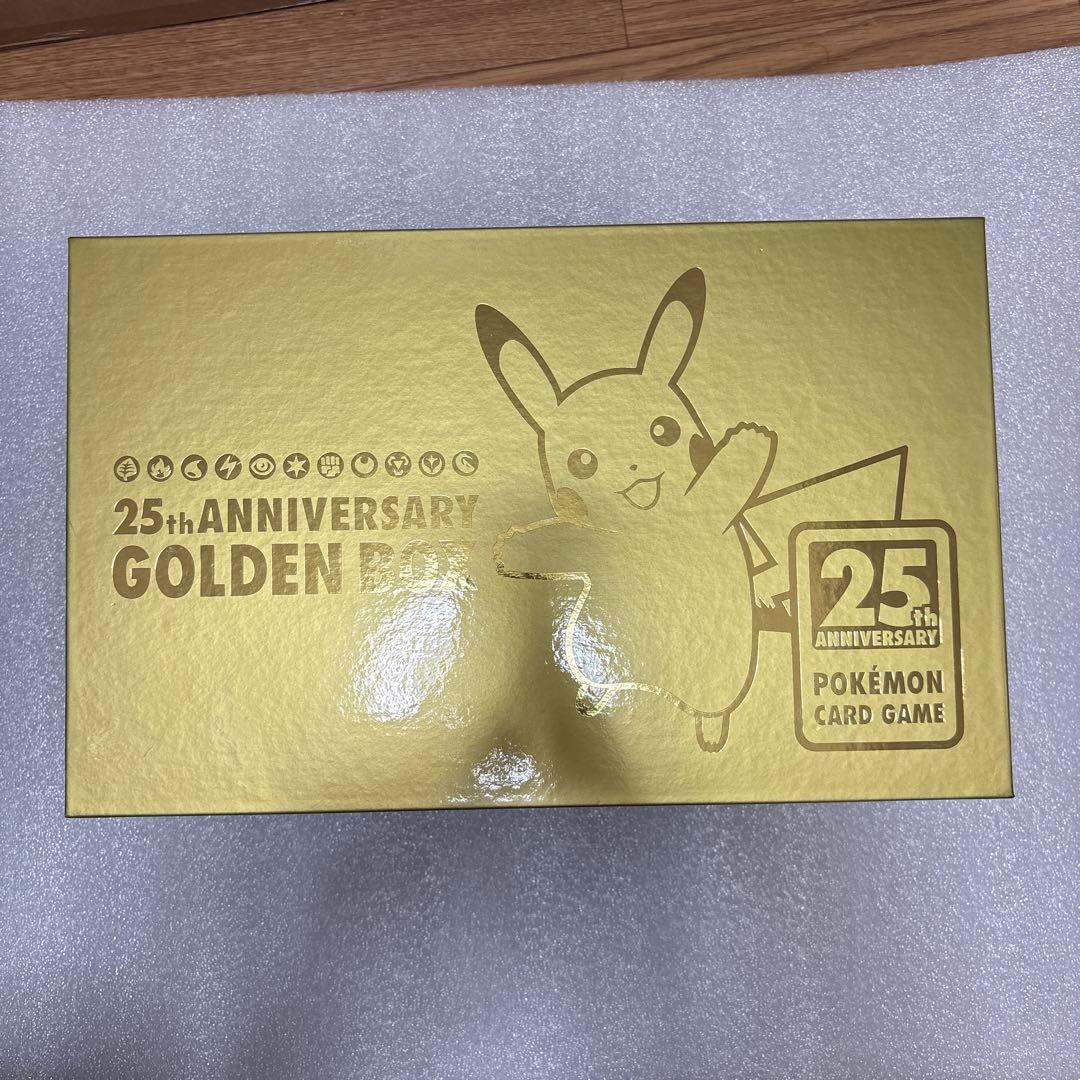 25th ANNIVERSARY
GOLDEN BOX
25th
ANNIVERSARY
POKÉMON
CARD GAME